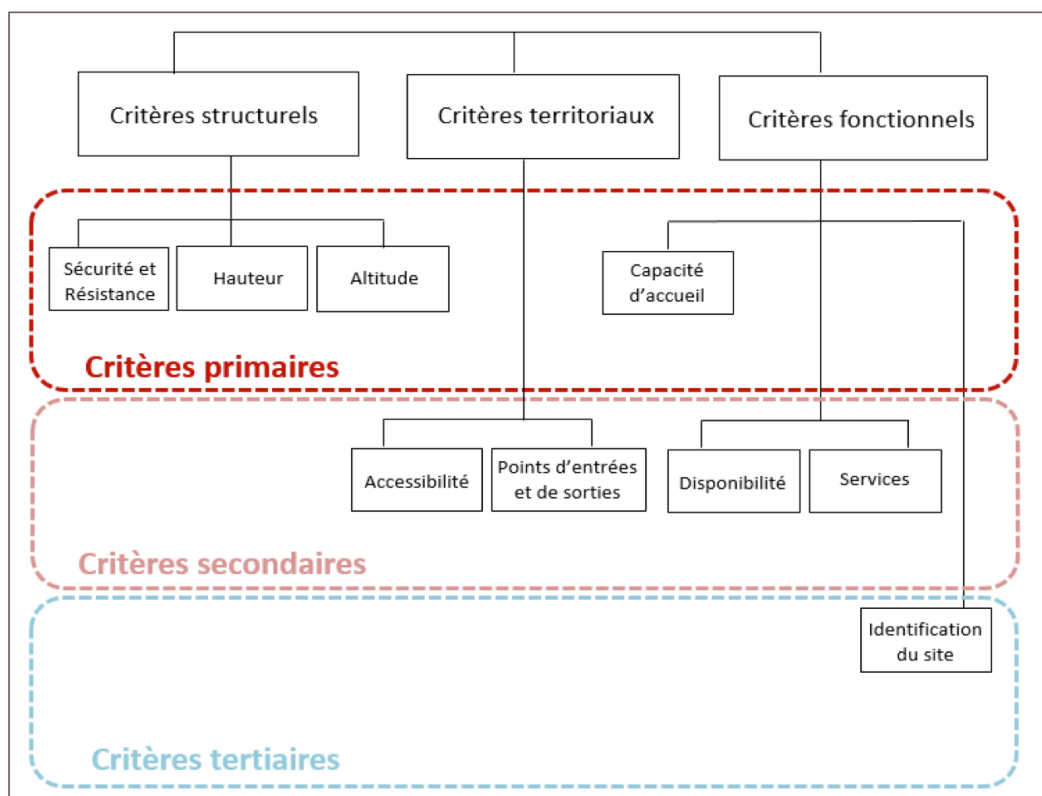 Critères structurels
Critères territoriaux
Critères fonctionnels
Sécurité et
Résistance
Hauteur
Altitude
Capacité
d'accueil
Critères primaires
Accessibilité
Points d'entrées
et de sorties
Disponibilité
Services
Critères secondaires
Identification
du site
Critères tertiaires